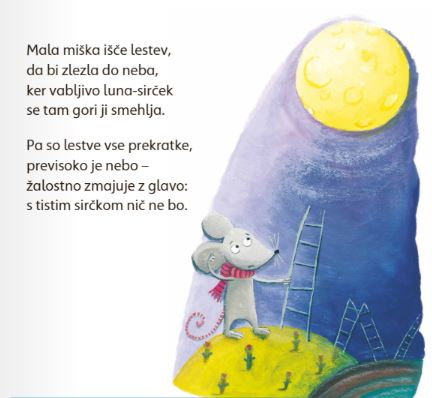 Mala miška išče lestev,
da bi zlezla do neba,
ker vabljivo luna-sirček
se tam gori ji smehlja.
Pa so lestve vse prekratke,
previsoko je nebo –
žalostno zmajuje z glavo:
s tistim sirčkom nič ne bo.